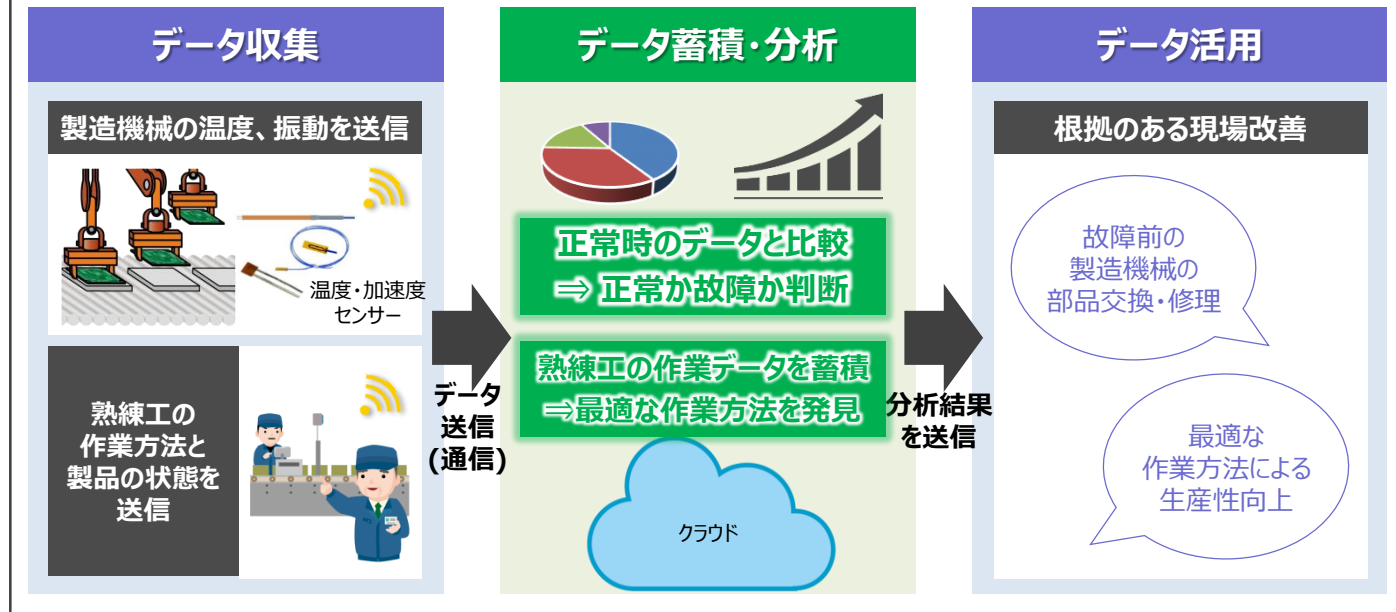 データ収集
製造機械の温度、振動を送信
温度・加速度
センサー
熟練工の
作業方法と
製品の状態を
送信
データ
送信
(通信)
データ蓄積・分析
正常時のデータと比較
⇒ 正常か故障か判断
熟練工の作業データを蓄積
⇒最適な作業方法を発見
クラウド
分析結果
を送信
データ活用
根拠のある現場改善
故障前の
製造機械の
部品交換・修理
最適な
作業方法による
生産性向上